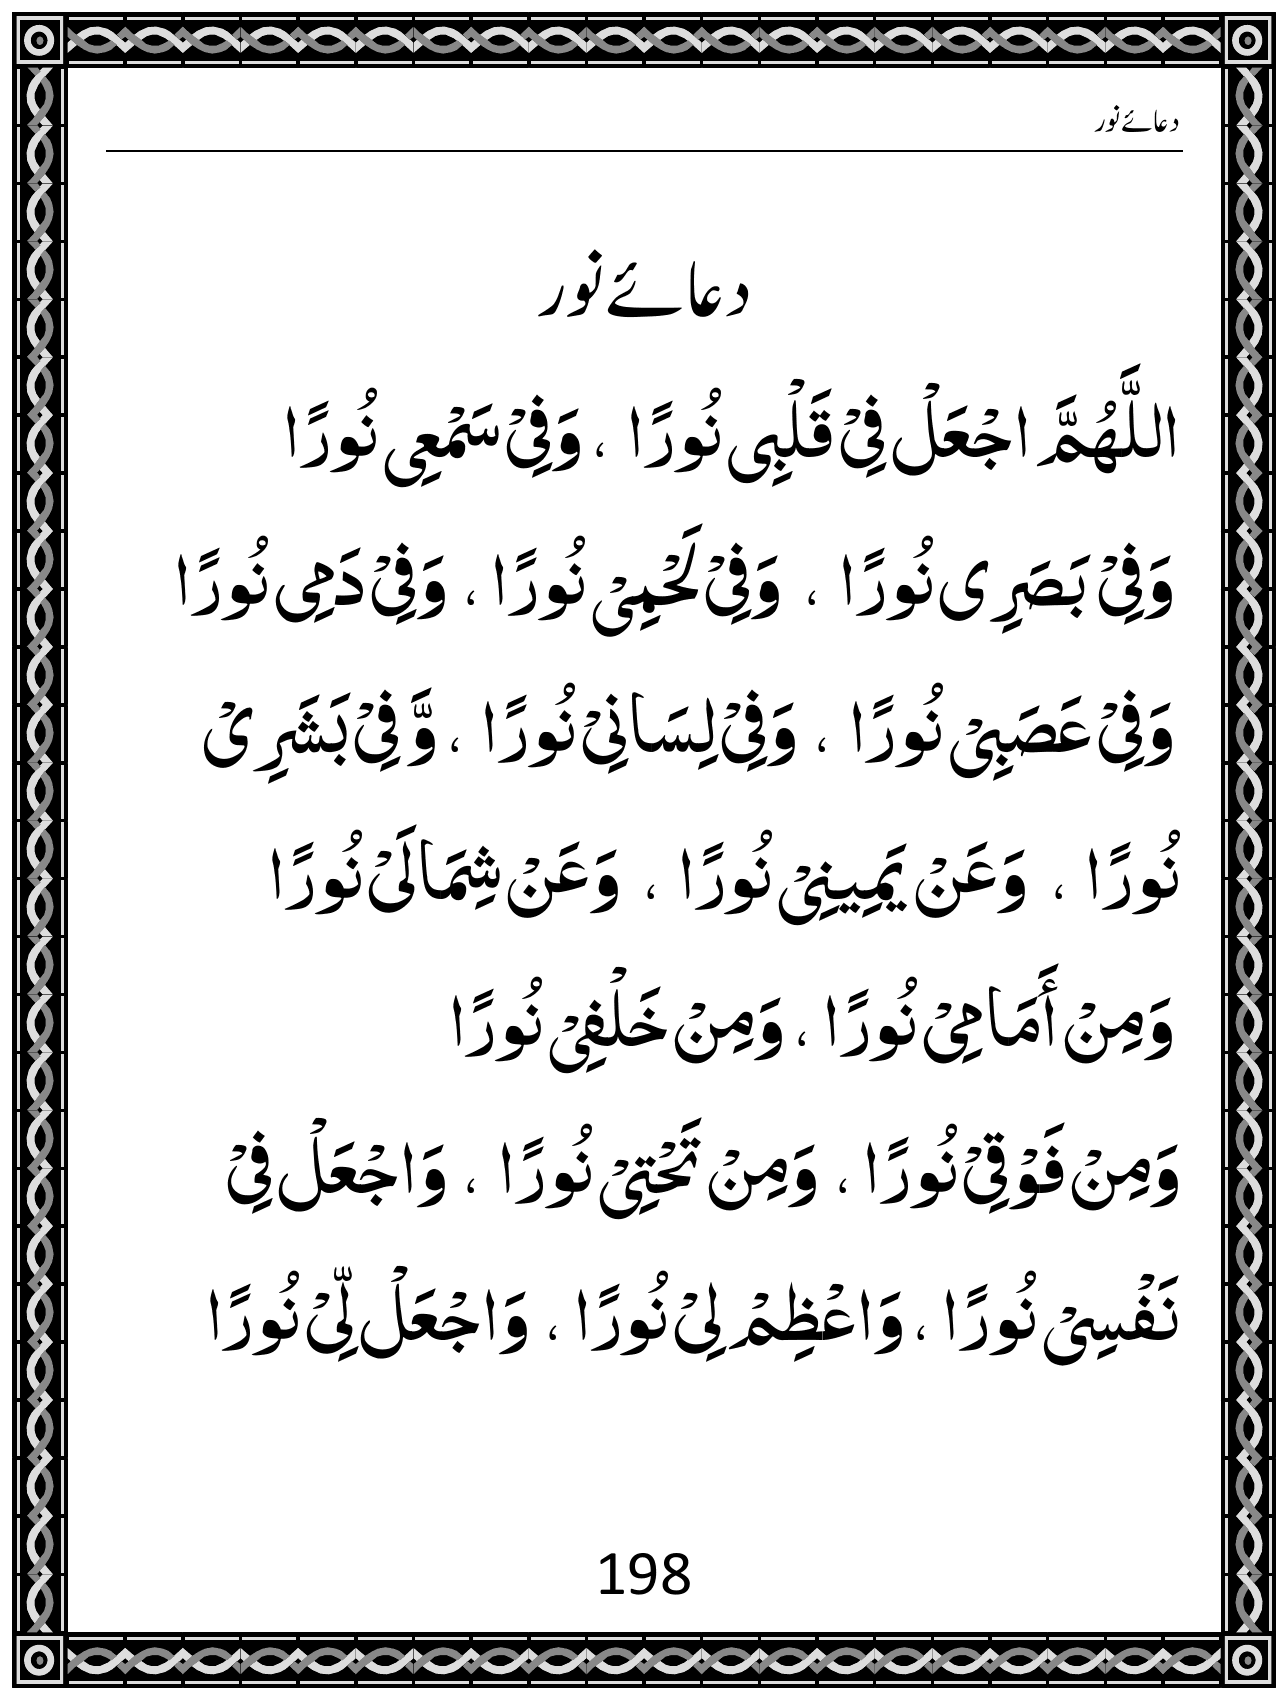 دعائے نور
دعائے نور
اللَّهُمَّ اجْعَلْ فِيْ قَلْبِي نُورًا ، وَفِيْ سَمْعِي نُورًا
وَفِيْ بَصَرِي نُورًا ، وَفِيْ لَحْمِيْ نُورًا ، وَفِيْ دَمِي نُورًا
وَفِيْ عَصَبِيْ نُورًا ، وَفِيْ لِسَانِيْ نُورًا ، وَّفِيْ بَشَرِيْ
نُورًا ، وَعَنْ يَمِينِيْ نُورًا ، وَعَنْ شِمَالَيْ نُورًا
وَمِنْ أَمَامِيْ نُورًا ، وَمِنْ خَلْفِيْ نُورًا
وَمِنْ فَوْقِيْ نُورًا ، وَمِنْ تَحْتِيْ نُورًا ، وَاجْعَلْ فِيْ
نَفْسِيْ نُورًا ، وَاعْظِمْ لِيْ نُورًا ، وَاجْعَلْ لِّيْ نُورًا
198